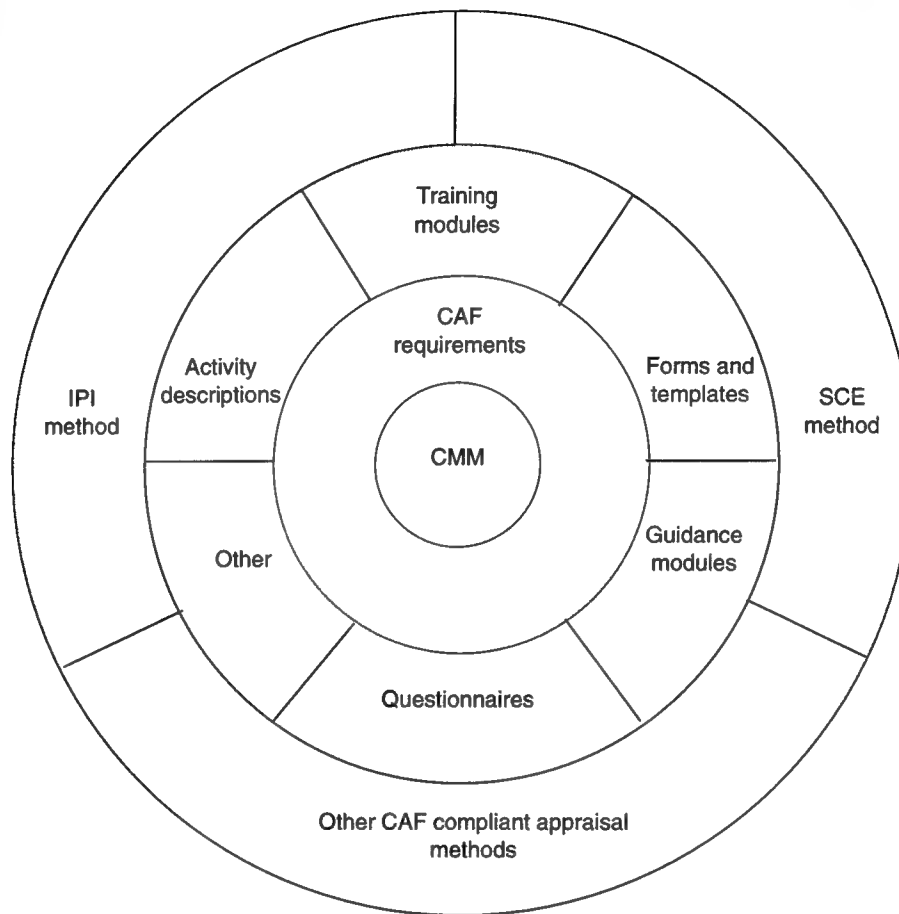 Training
modules
CAF
requirements
Activity
descriptions
Forms and
templates
IPI
method
SCE
method
CMM
Other
Guidance
modules
Questionnaires
Other CAF compliant appraisal
methods